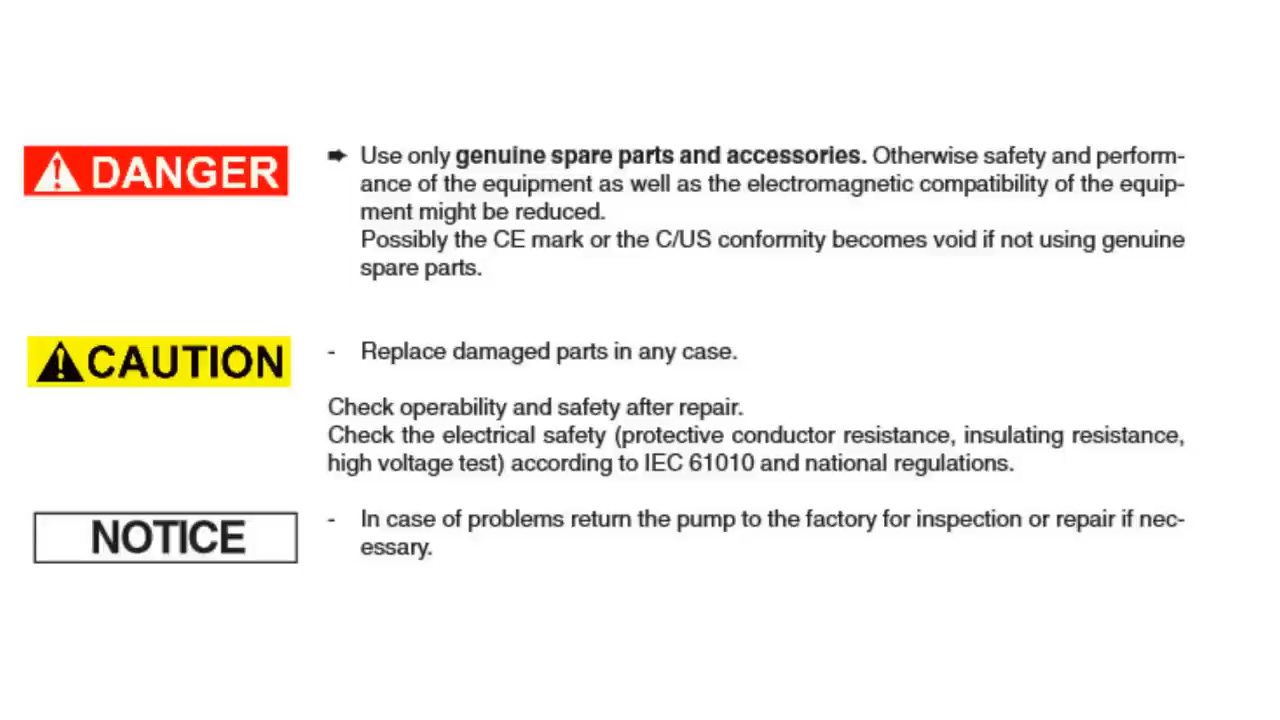 DANGER
➨ Use only genuine spare parts and accessories. Otherwise safety and perform-
ance of the equipment as well as the electromagnetic compatibility of the equip-
ment might be reduced.
Possibly the CE mark or the C/US conformity becomes void if not using genuine
spare parts.
CAUTION
- Replace damaged parts in any case.
Check operability and safety after repair.
Check the electrical safety (protective conductor resistance, insulating resistance,
high voltage test) according to IEC 61010 and national regulations.
NOTICE
- In case of problems return the pump to the factory for inspection or repair if nec-
essary.